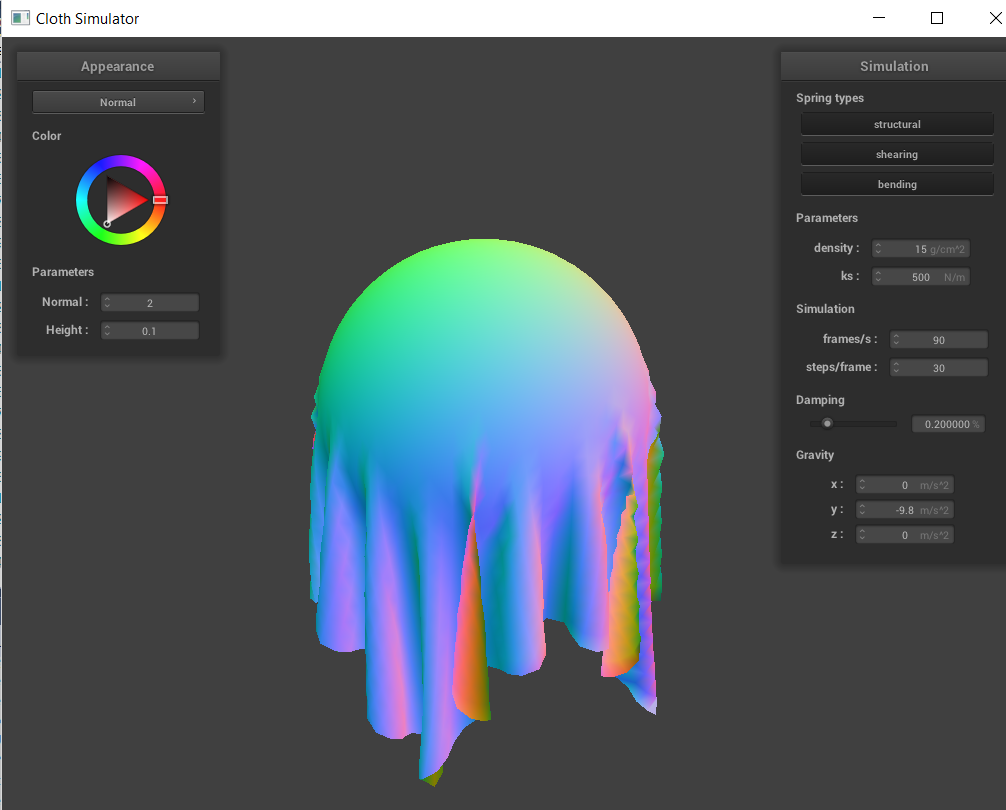 Cloth Simulator
Appearance
Normal
Color
Parameters
Normal : 2
Height : 0.1
Simulation
Spring types
structural
shearing
bending
Parameters
density : 15 g/cm^2
ks : 500 N/m
Simulation
frames/s : 90
steps/frame : 30
Damping
0.200000 %
Gravity
x : 0 m/s^2
y : -9.8 m/s^2
z : 0 m/s^2